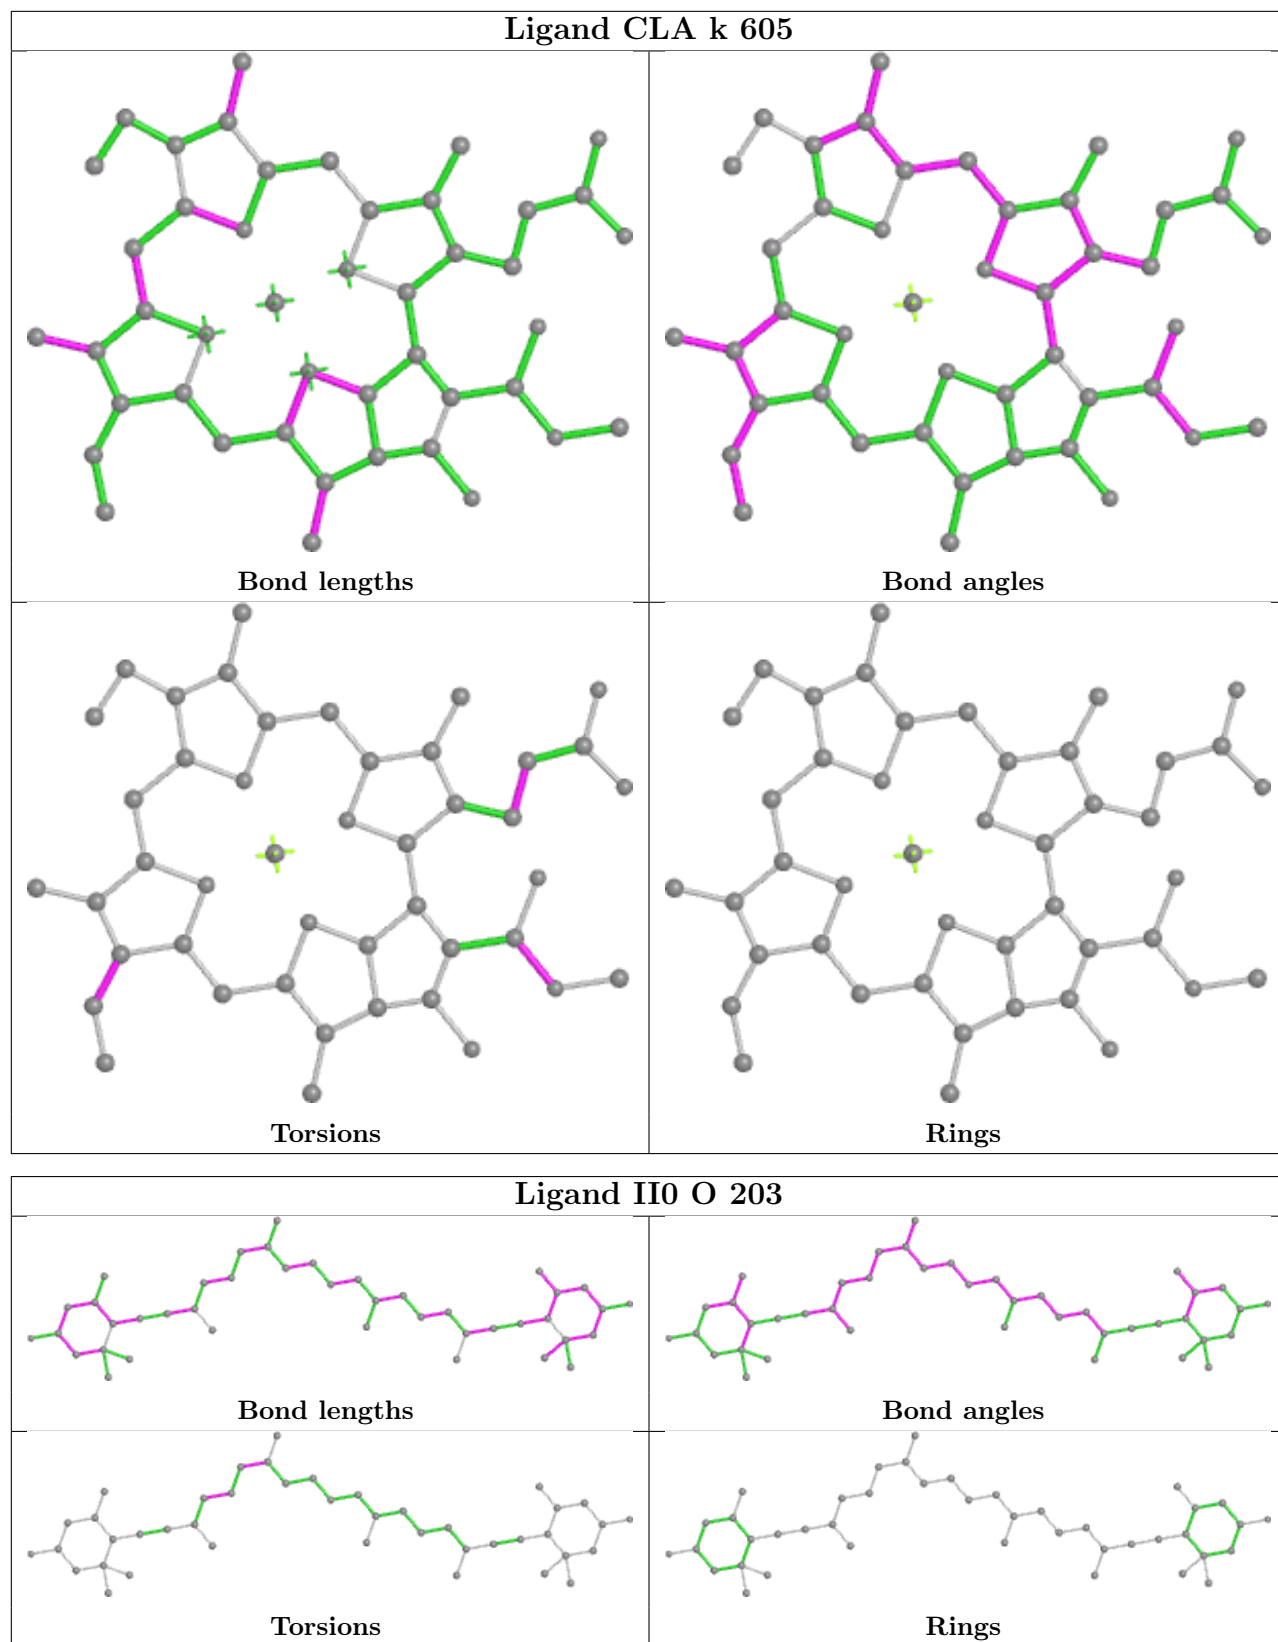 Ligand CLA k 605
Bond lengths
Bond angles
Torsions
Rings
Ligand II0 O 203
Bond lengths
Bond angles
Torsions
Rings